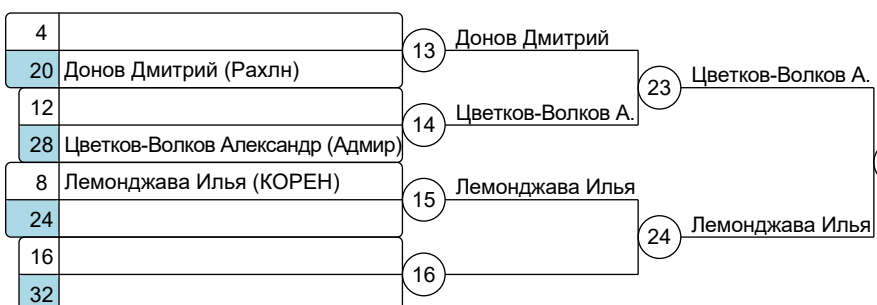 4
20 Донов Дмитрий (Рахлн)
12
28 Цветков-Волков Александр (Адмир)
8 Лемонджава Илья (КОРЕН)
24
16
32
13 Донов Дмитрий
14 Цветков-Волков А.
15 Лемонджава Илья
16
23 Цветков-Волков А.
24 Лемонджава Илья